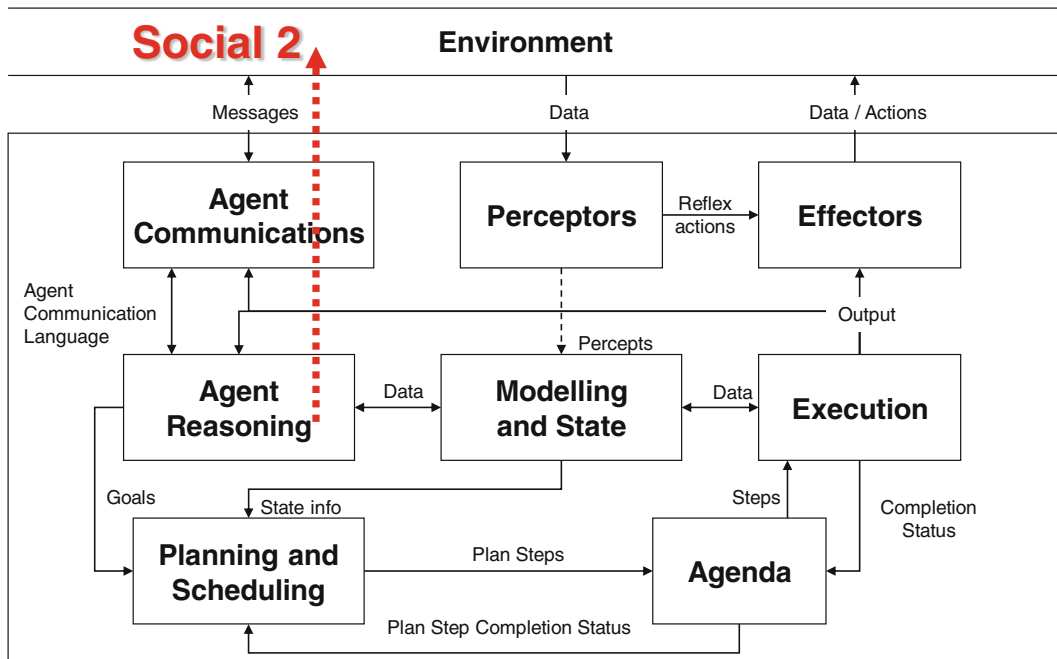 Social 2
Environment
Messages
Data
Data / Actions
Agent
Communications
Perceptors
Reflex
actions
Effectors
Agent
Communication
Language
Output
Percepts
Agent
Reasoning
Data
Modelling
and State
Data
Execution
Goals
State info
Steps
Completion
Status
Planning and
Scheduling
Plan Steps
Agenda
Plan Step Completion Status